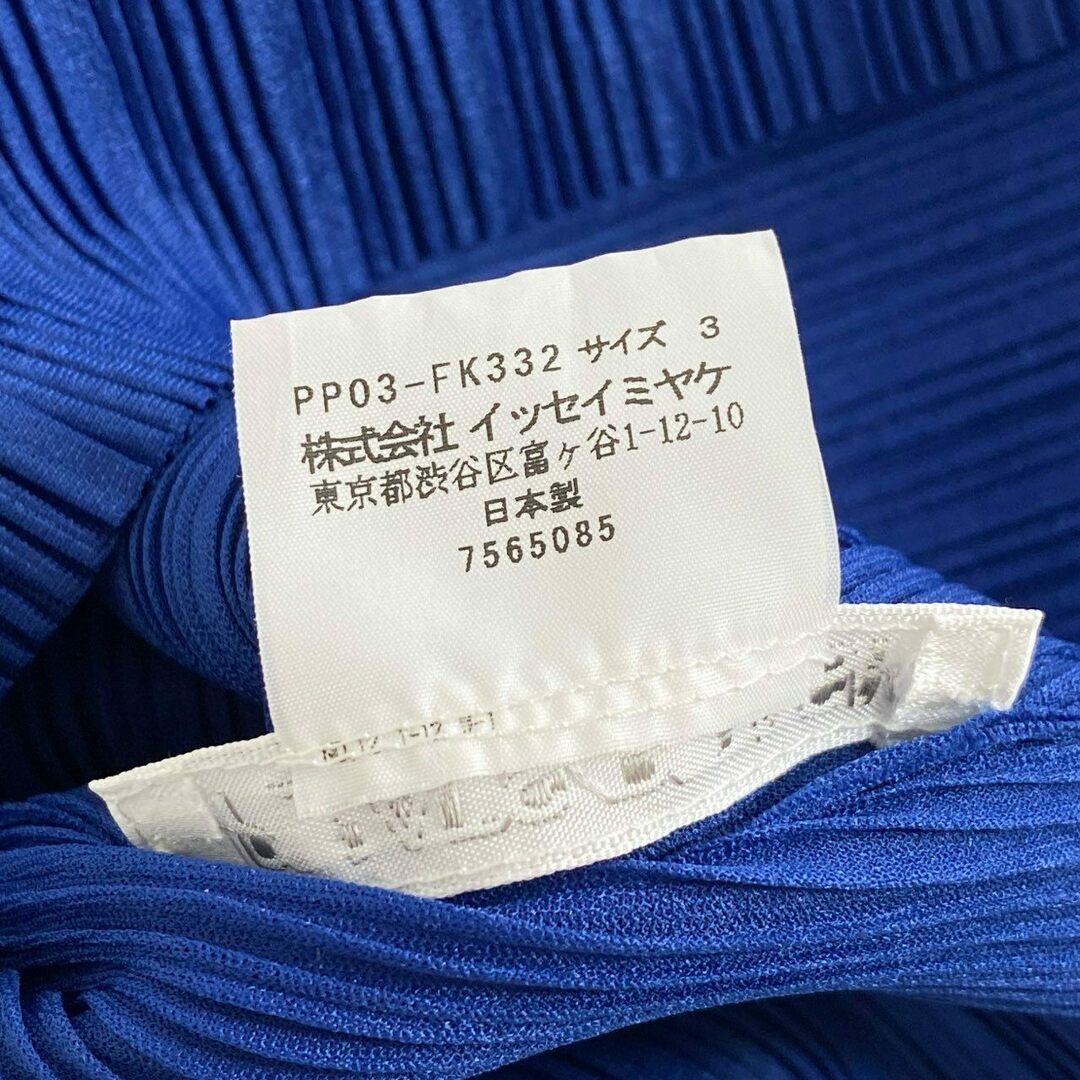 PP03-FK332 サイズ 3
株式会社 イッセイミヤケ
東京都渋谷区富ヶ谷1-12-10
日本製
7565085